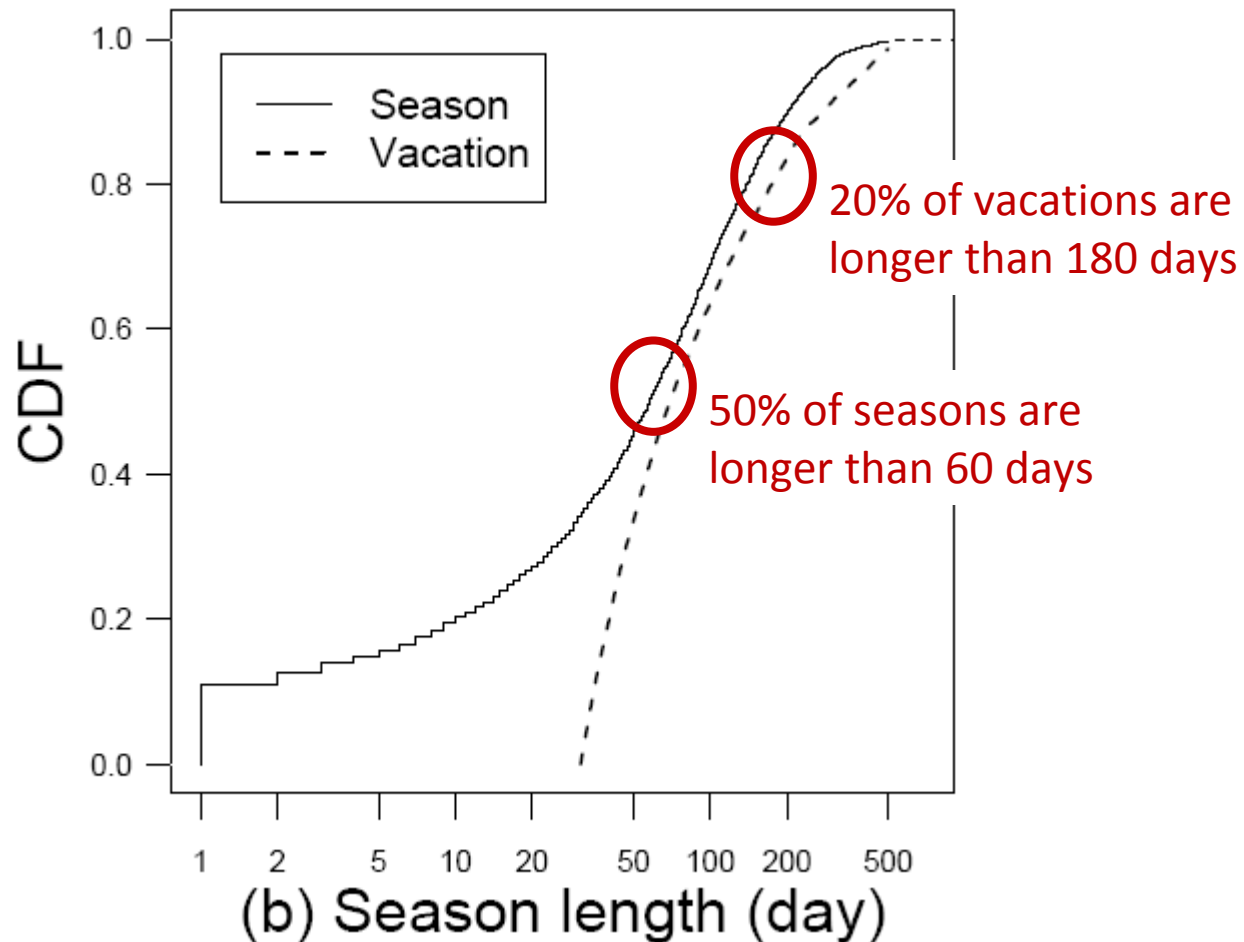 1.0
0.8
0.6
0.4
0.2
0.0
CDF
Season
Vacation
20% of vacations are
longer than 180 days
50% of seasons are
longer than 60 days
1 2 5 10 20 50 100 200 500
(b) Season length (day)